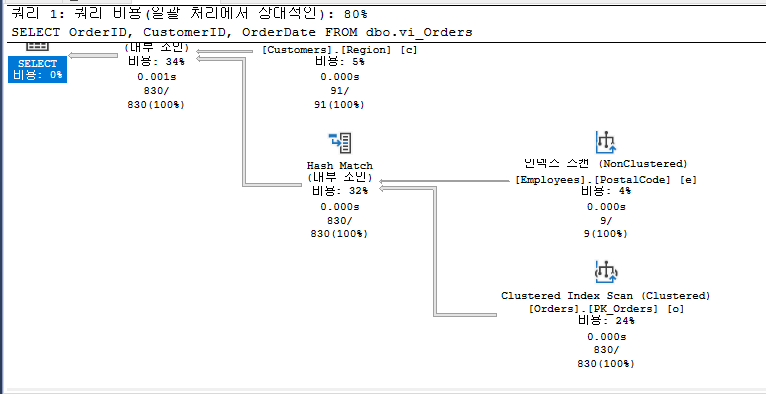 쿼리 1: 쿼리 비용(일괄 처리에서 상대적인): 80%
SELECT OrderID, CustomerID, OrderDate FROM dbo.vi_Orders
SELECT
비용: 0%
(내부 조인)
비용: 34%
0.001s
830/
830(100%)
[Customers].[Region] [c]
비용: 5%
0.000s
91/
91(100%)
Hash Match
(내부 조인)
비용: 32%
0.000s
830/
830(100%)
인덱스 스캔 (NonClustered)
[Employees].[PostalCode] [e]
비용: 4%
0.000s
9/
9(100%)
Clustered Index Scan (Clustered)
[Orders].[PK_Orders] [o]
비용: 24%
0.000s
830/
830(100%)